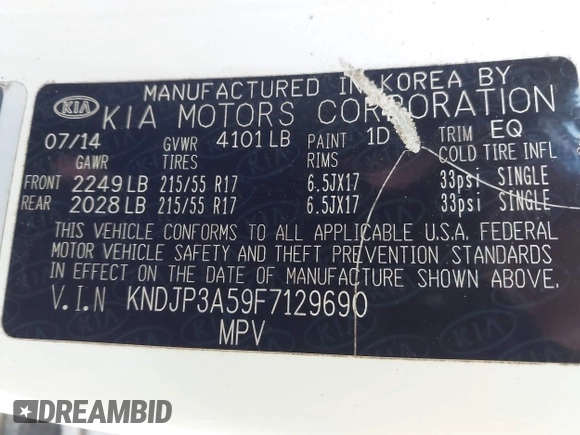 MANUFACTURED IN KOREA BY
KIA KIA MOTORS CORPORATION
07/14 GVWR 4101 LB PAINT 1D TRIM EQ
GAWR TIRES RIMS COLD TIRE INFL
FRONT 2249 LB 215/55 R17 6.5JX17 33psi SINGLE
REAR 2028 LB 215/55 R17 6.5JX17 33psi SINGLE
THIS VEHICLE CONFORMS TO ALL APPLICABLE U.S.A. FEDERAL
MOTOR VEHICLE SAFETY AND THEFT PREVENTION STANDARDS
IN EFFECT ON THE DATE OF MANUFACTURE SHOWN ABOVE.
V.I.N KNDJP3A59F7129690
MPV
DREAMBID